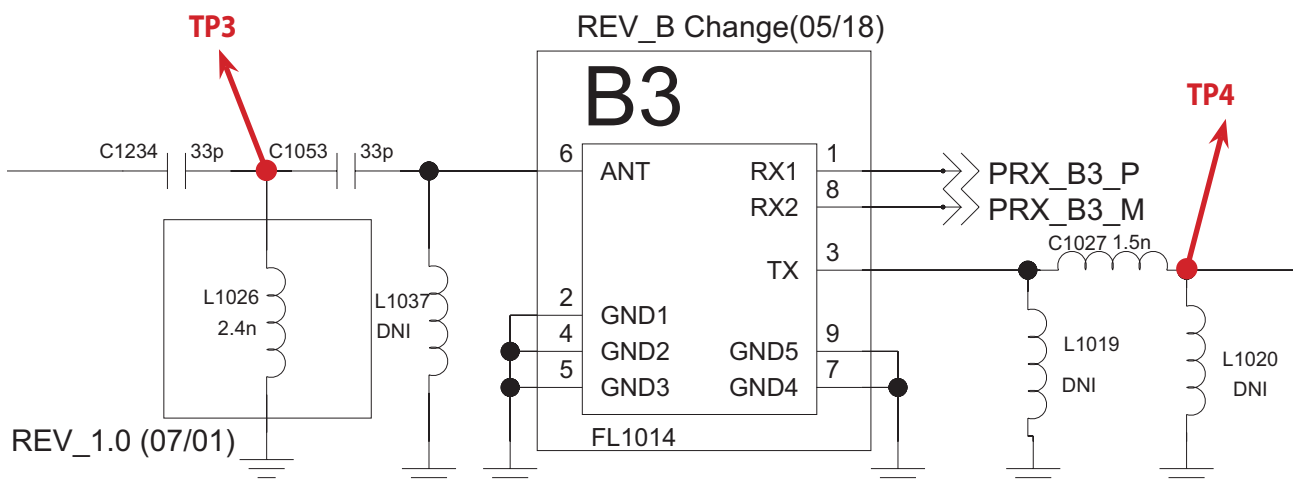 REV_B Change(05/18)
TP3
B3
TP4
C1234 33p C1053 33p
6 ANT RX1 1 PRX_B3_P
RX2 8 PRX_B3_M
C1027 1.5n
TX 3
L1026
2.4n
L1037
DNI
2 GND1
4 GND2 GND5 9
5 GND3 GND4 7
L1019
DNI
L1020
DNI
FL1014
REV_1.0 (07/01)